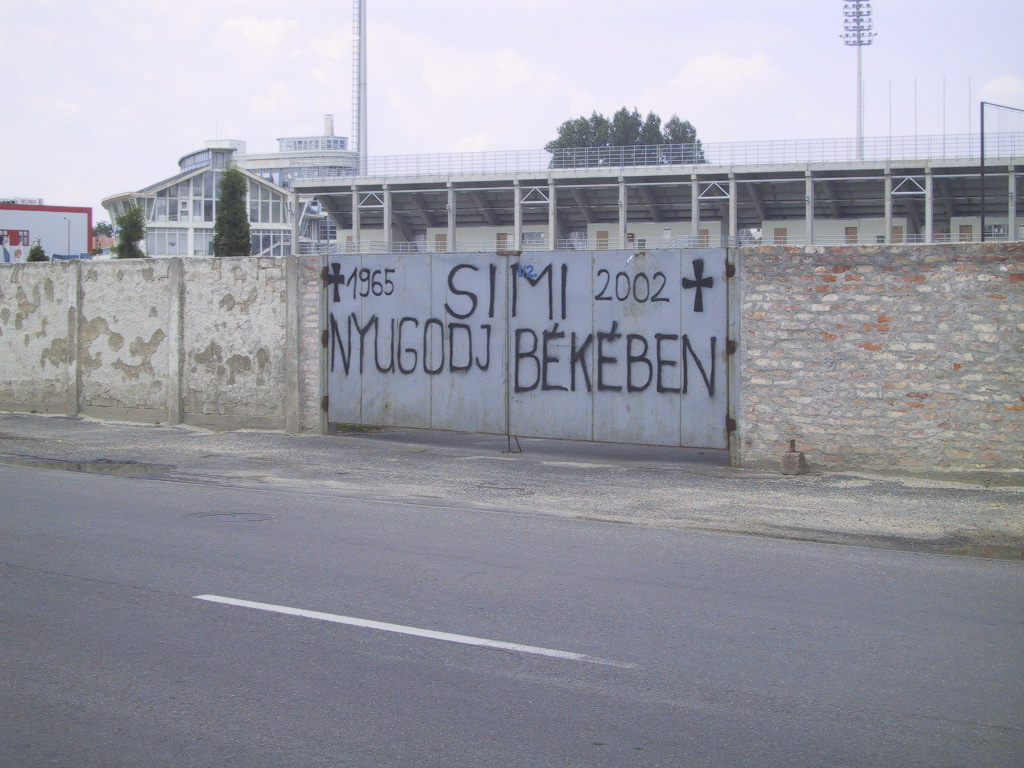 1965 SIMI 2002
NYUGODJ BÉKÉBEN